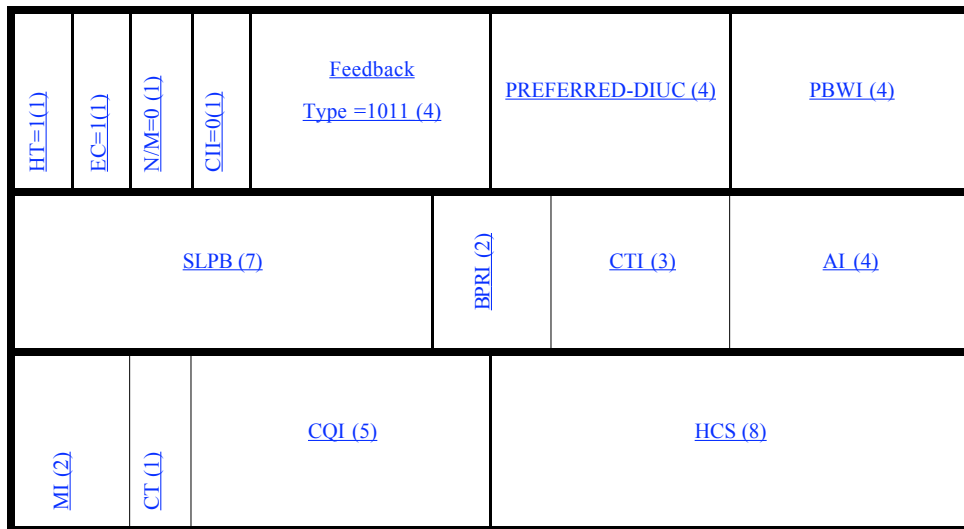 HT=1(1)
EC=1(1)
N/M=0 (1)
CII=0(1)
Feedback
Type =1011 (4)
PREFERRED-DIUC (4)
PBWI (4)
SLPB (7)
BPRI (2)
CTI (3)
AI (4)
MI (2)
CT (1)
CQI (5)
HCS (8)